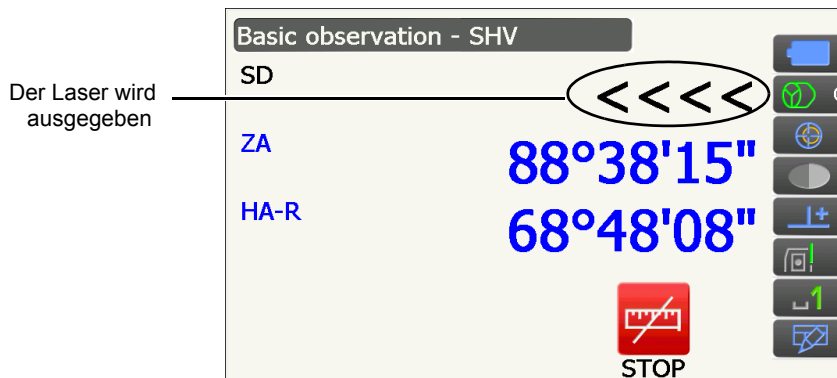 Basic observation - SHV
SD
<<<<
Der Laser wird
ausgegeben
ZA
88°38'15"
HA-R
68°48'08"
STOP